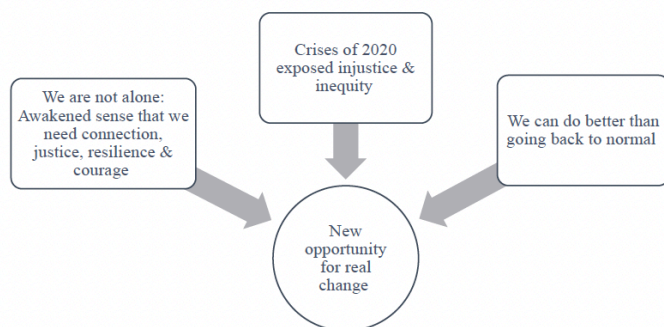 We are not alone:
Awakened sense that we
need connection,
justice, resilience &
courage
Crises of 2020
exposed injustice &
inequity
We can do better than
going back to normal
New
opportunity
for real
change